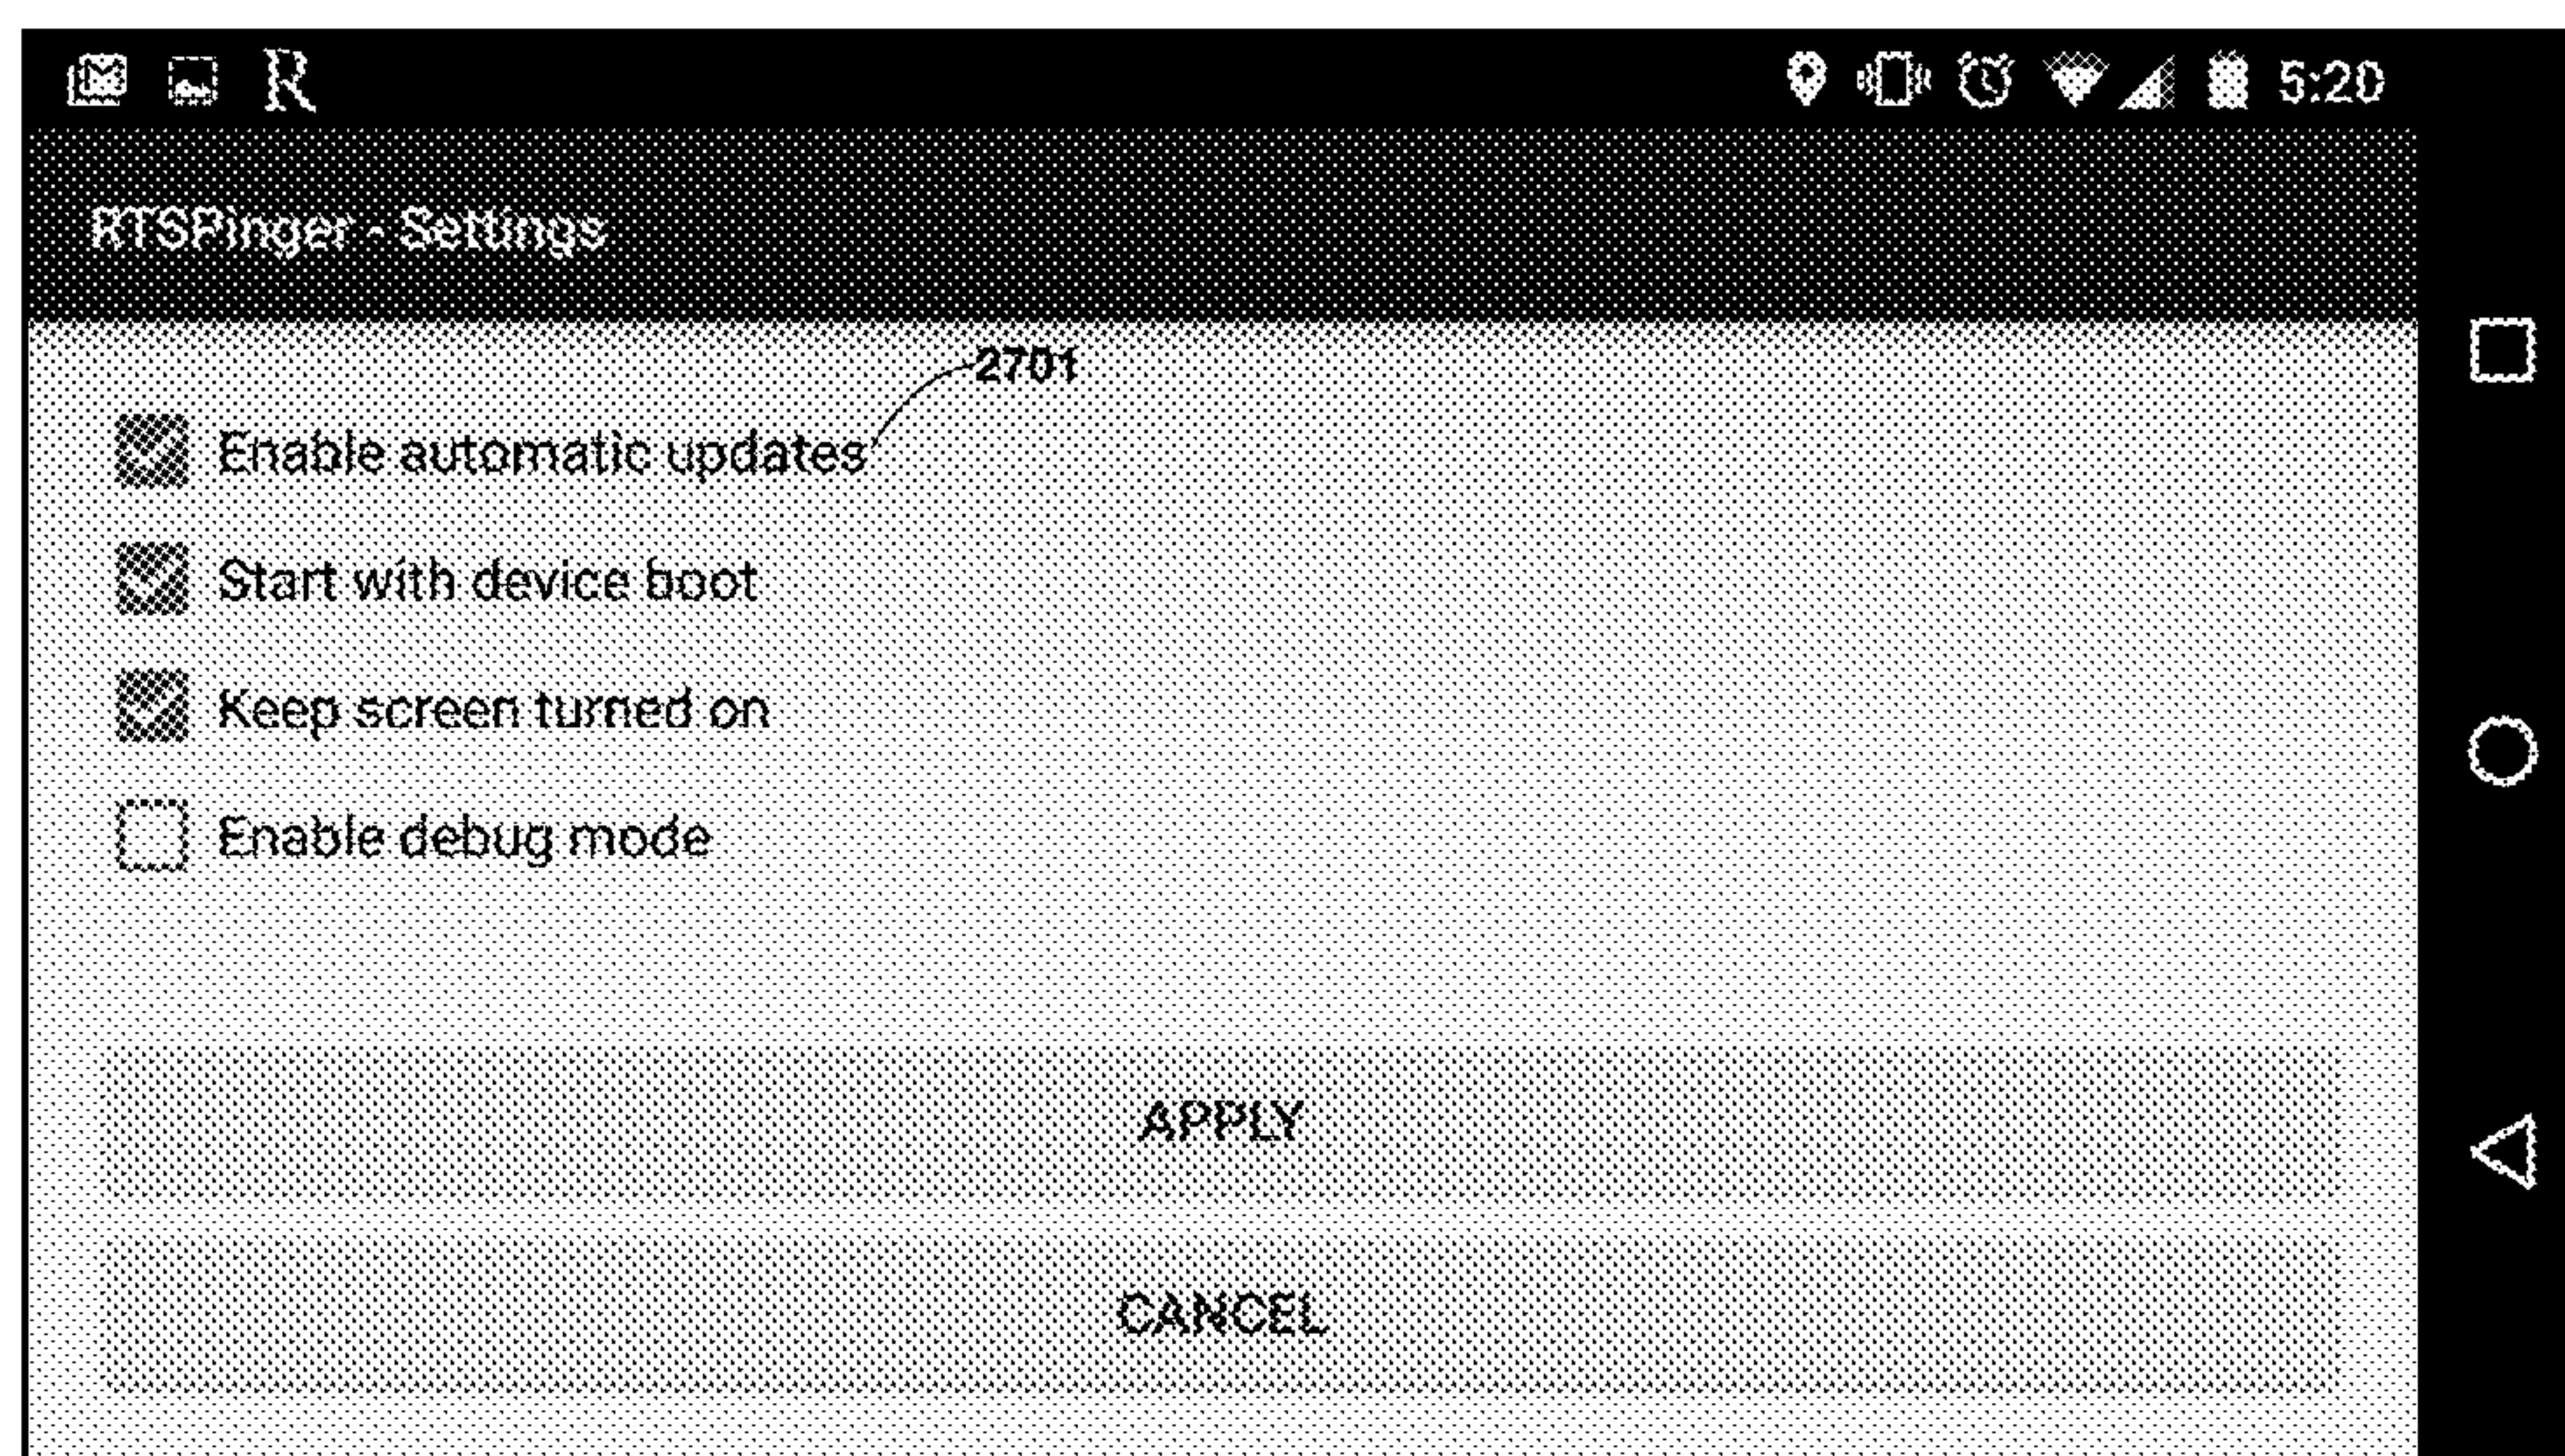 R 5:20
RTSPinger - Settings
2701
Enable automatic updates
Start with device boot
Keep screen turned on
Enable debug mode
APPLY
CANCEL